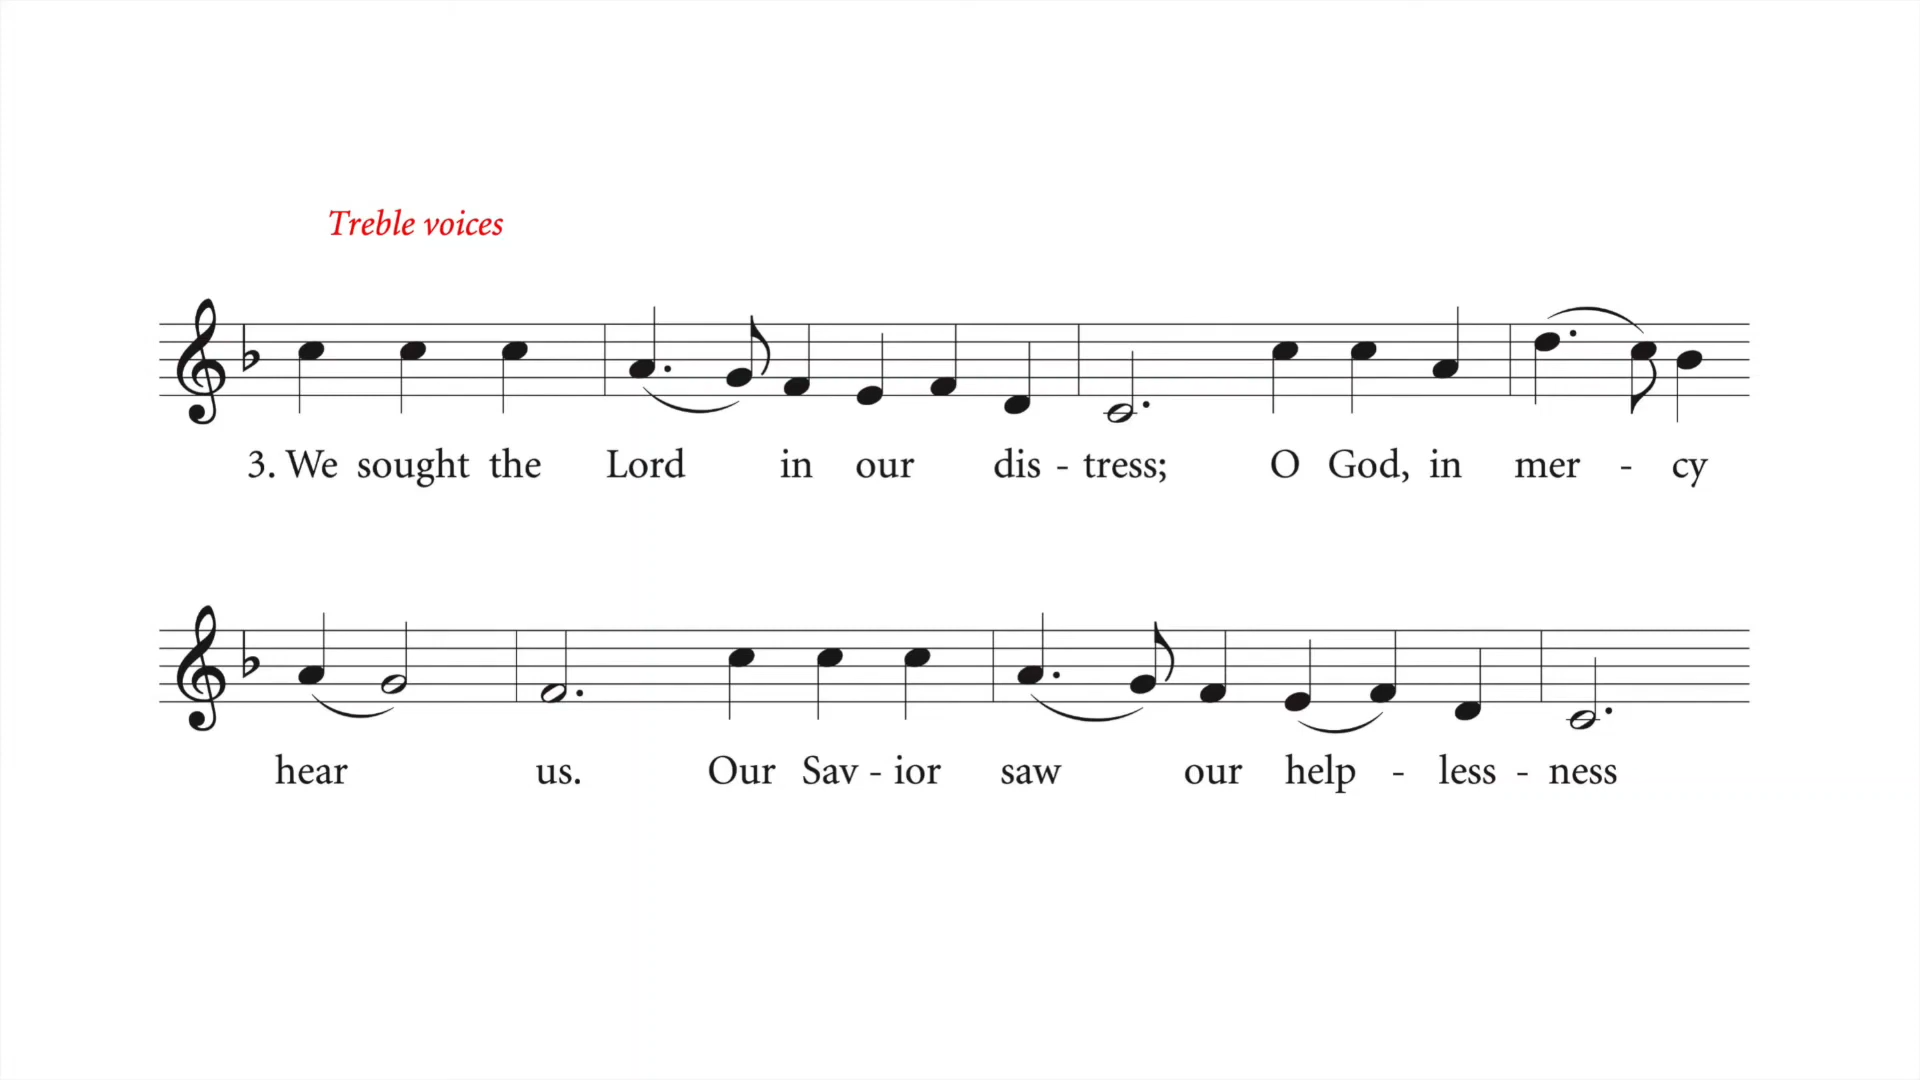 Treble voices
3. We sought the Lord in our dis - tress; O God, in mer - cy
hear us. Our Sav - ior saw our help - less - ness